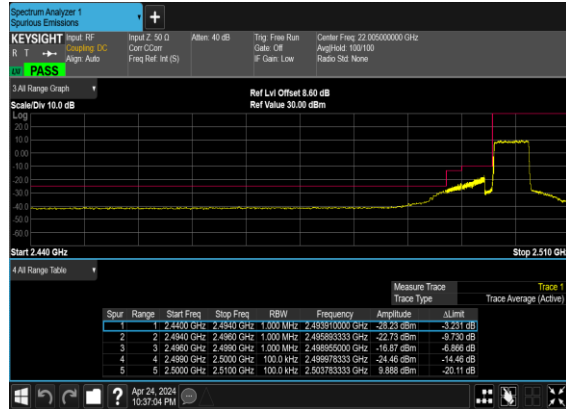 Spectrum Analyzer 1
Spurious Emissions
+
KEYSIGHT Input: RF Input Z: 50 Ω Atten: 40 dB Trig: Free Run Center Freq: 22.005000000 GHz
R T Coupling: DC Corr CCorr Gate: Off Avg|Hold: 100/100
Align: Auto Freq Ref: Int (S) IF Gain: Low Radio Std: None
PASS
3 All Range Graph
Ref Lvl Offset 8.60 dB
Scale/Div 10.0 dB Ref Value 30.00 dBm
Log
20.0
10.0
0.00
-10.0
-20.0
-30.0
-40.0
-50.0
-60.0
Start 2.440 GHz Stop 2.510 GHz
4 All Range Table
Measure Trace Trace 1
Trace Type Trace Average (Active)
Spur Range Start Freq Stop Freq RBW Frequency Amplitude ΔLimit
1 1 2.4400 GHz 2.4940 GHz 1.000 MHz 2.493910000 GHz -28.23 dBm -3.231 dB
2 2 2.4940 GHz 2.4960 GHz 1.000 MHz 2.495893333 GHz -22.73 dBm -9.730 dB
3 3 2.4960 GHz 2.4990 GHz 1.000 MHz 2.498955000 GHz -16.87 dBm -6.866 dB
4 4 2.4990 GHz 2.5000 GHz 100.0 kHz 2.499978333 GHz -24.46 dBm -14.46 dB
5 5 2.5000 GHz 2.5100 GHz 100.0 kHz 2.503783333 GHz 9.888 dBm -20.11 dB
? Apr 24, 2024
10:37:04 PM